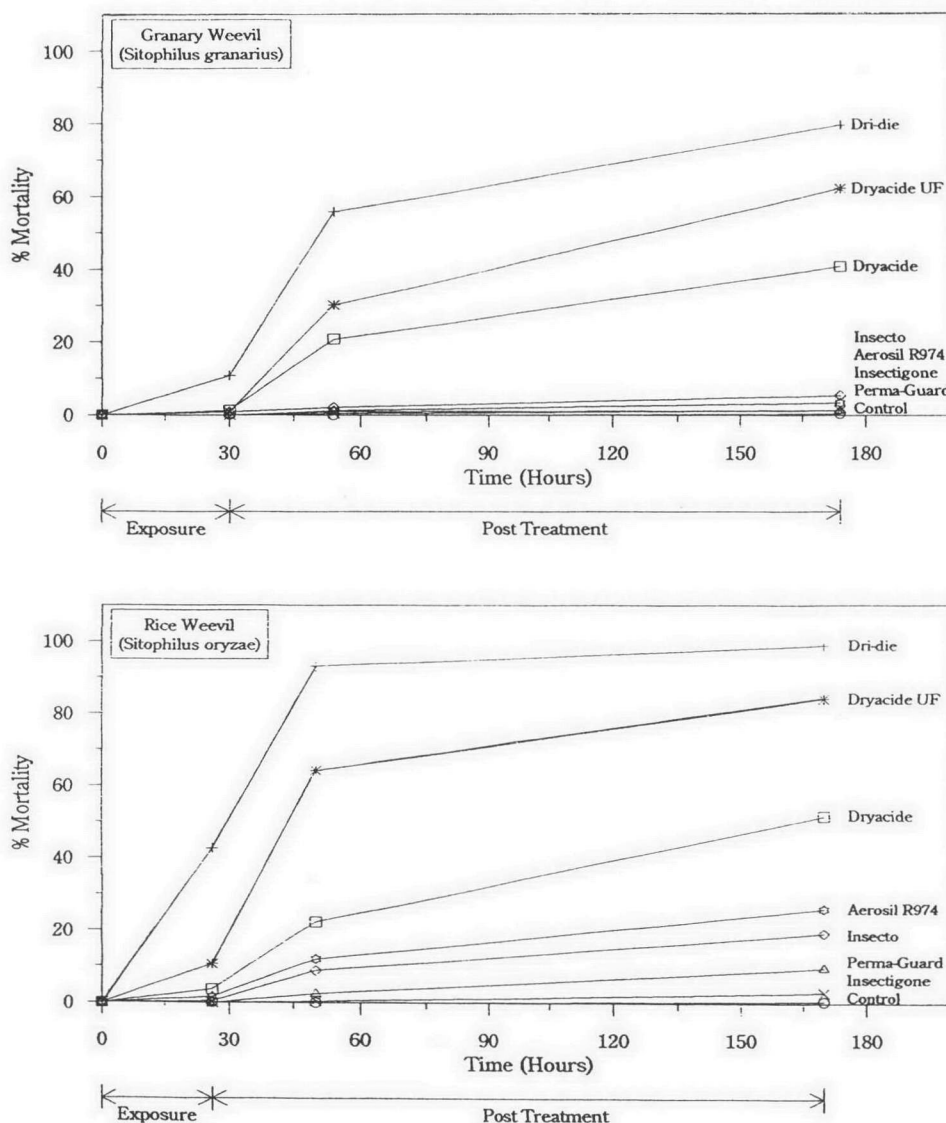 Granary Weevil
(Sitophilus granarius)
100
80
60
40
20
0
% Mortality
Dri-die
Dryacide UF
Dryacide
Insecto
Aerosil R974
Insectigone
Perma-Guard
Control
0 30 60 90 120 150 180
Time (Hours)
Exposure Post Treatment
Rice Weevil
(Sitophilus oryzae)
100
80
60
40
20
0
% Mortality
Dri-die
Dryacide UF
Dryacide
Aerosil R974
Insecto
Perma-Guard
Insectigone
Control
0 30 60 90 120 150 180
Time (Hours)
Exposure Post Treatment